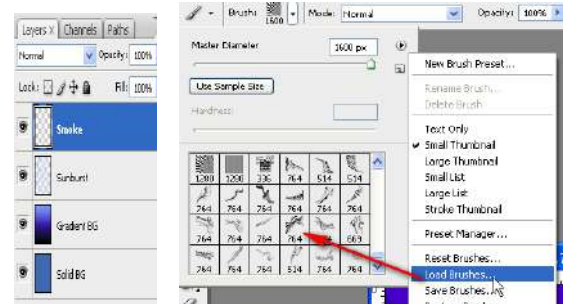 Layers x Channels Paths
Normal Opacity: 100%
Lock: Fill: 100%
Smoke
Sunburst
Gradient BG
Solid BG
Brush: 1600 Mode: Normal Opacity: 100%
Master Diameter 1600 px
Use Sample Size
Hardness:
1280 1280 336 764 514 514
764 764 764 764 764 764
764 764 764 764 764 669
764 764 764 514 764 764
New Brush Preset...
Rename Brush...
Delete Brush
Text Only
Small Thumbnail
Large Thumbnail
Small List
Large List
Stroke Thumbnail
Preset Manager...
Reset Brushes...
Load Brushes...
Save Brushes...